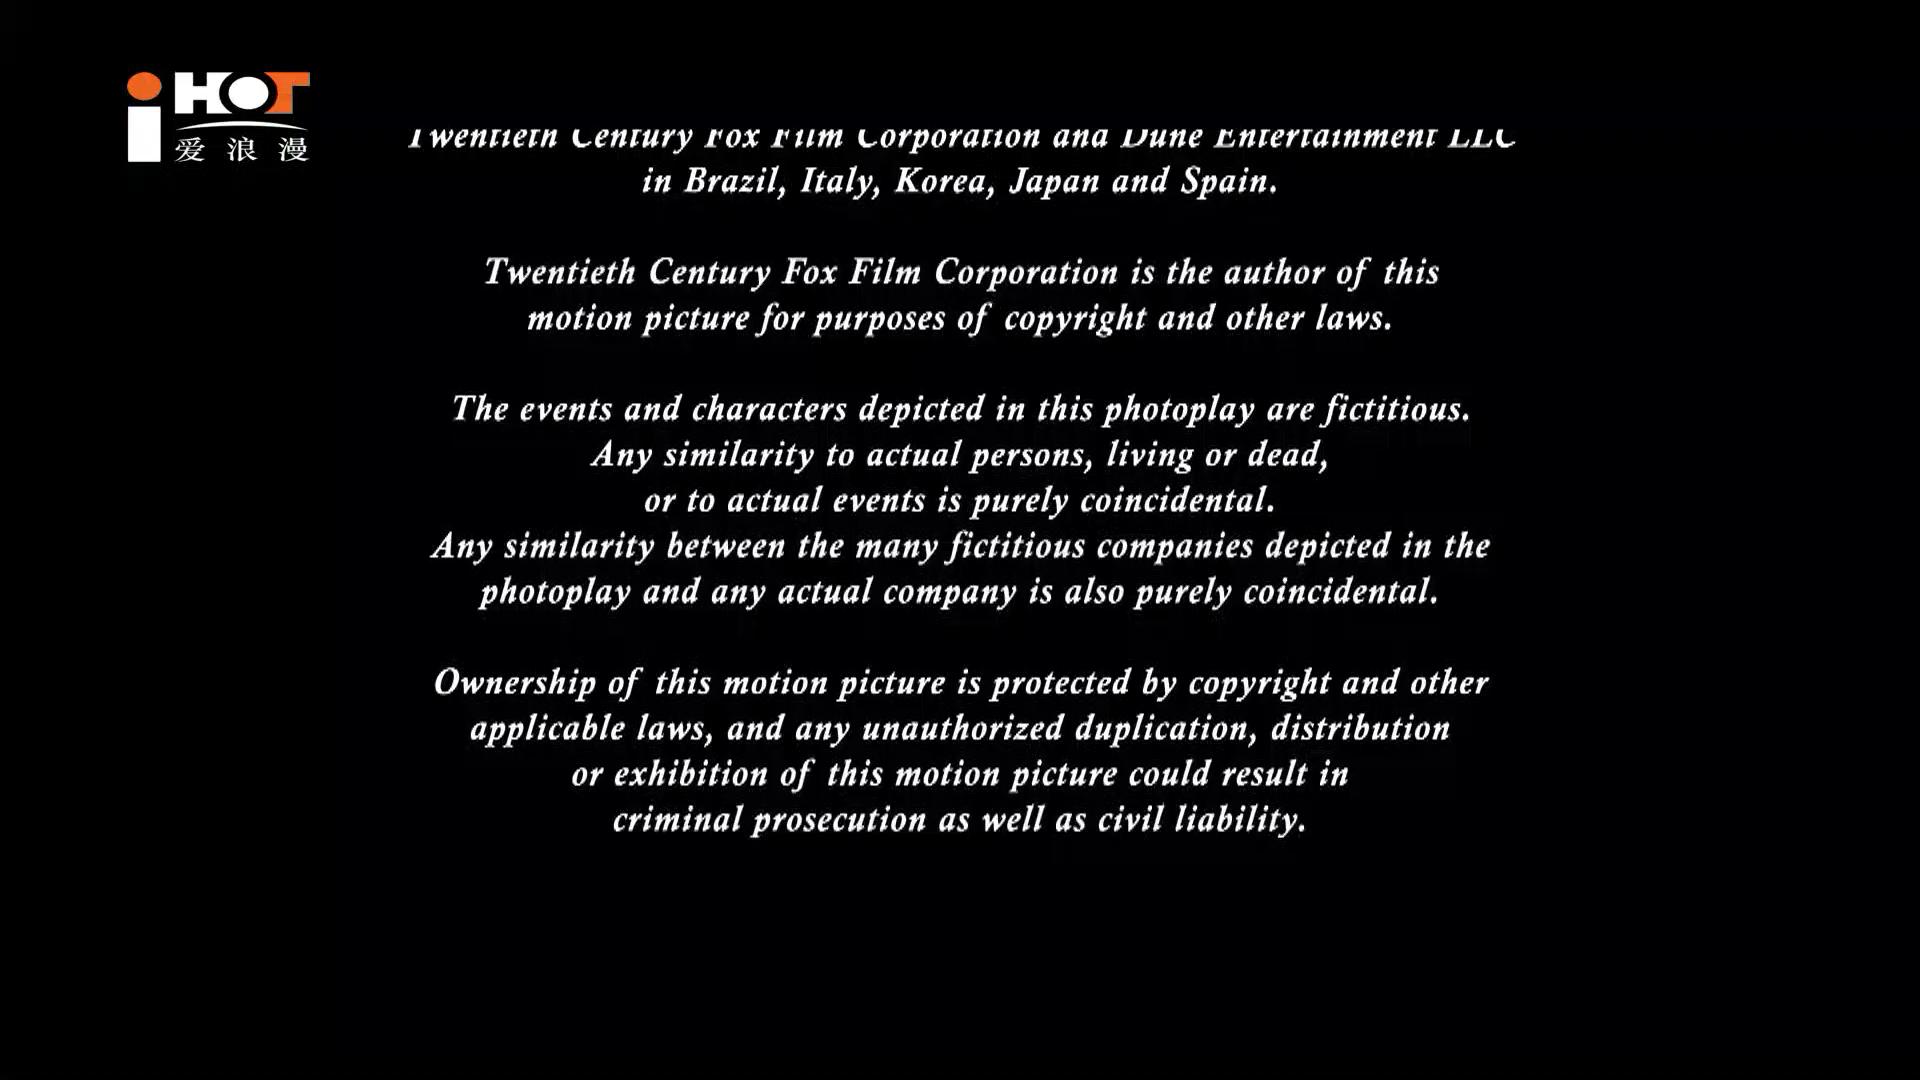 iHOT
爱浪漫
Twentieth Century Fox Film Corporation and Dune Entertainment LLC
in Brazil, Italy, Korea, Japan and Spain.
Twentieth Century Fox Film Corporation is the author of this
motion picture for purposes of copyright and other laws.
The events and characters depicted in this photoplay are fictitious.
Any similarity to actual persons, living or dead,
or to actual events is purely coincidental.
Any similarity between the many fictitious companies depicted in the
photoplay and any actual company is also purely coincidental.
Ownership of this motion picture is protected by copyright and other
applicable laws, and any unauthorized duplication, distribution
or exhibition of this motion picture could result in
criminal prosecution as well as civil liability.